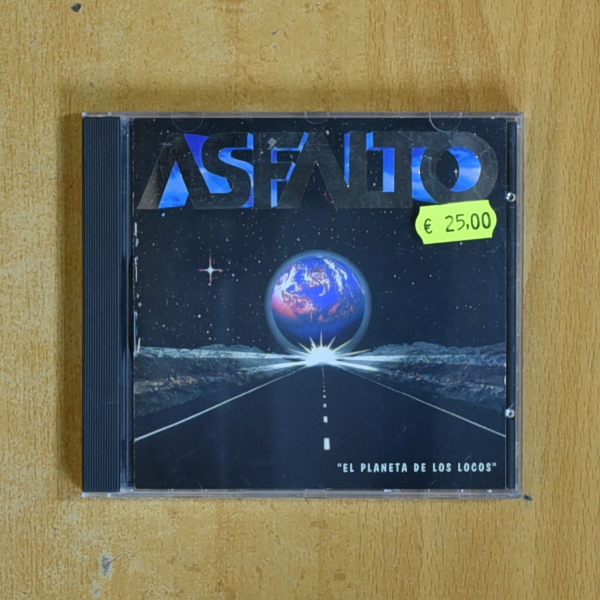 ASFALTO
€ 25,00
"EL PLANETA DE LOS LOCOS"